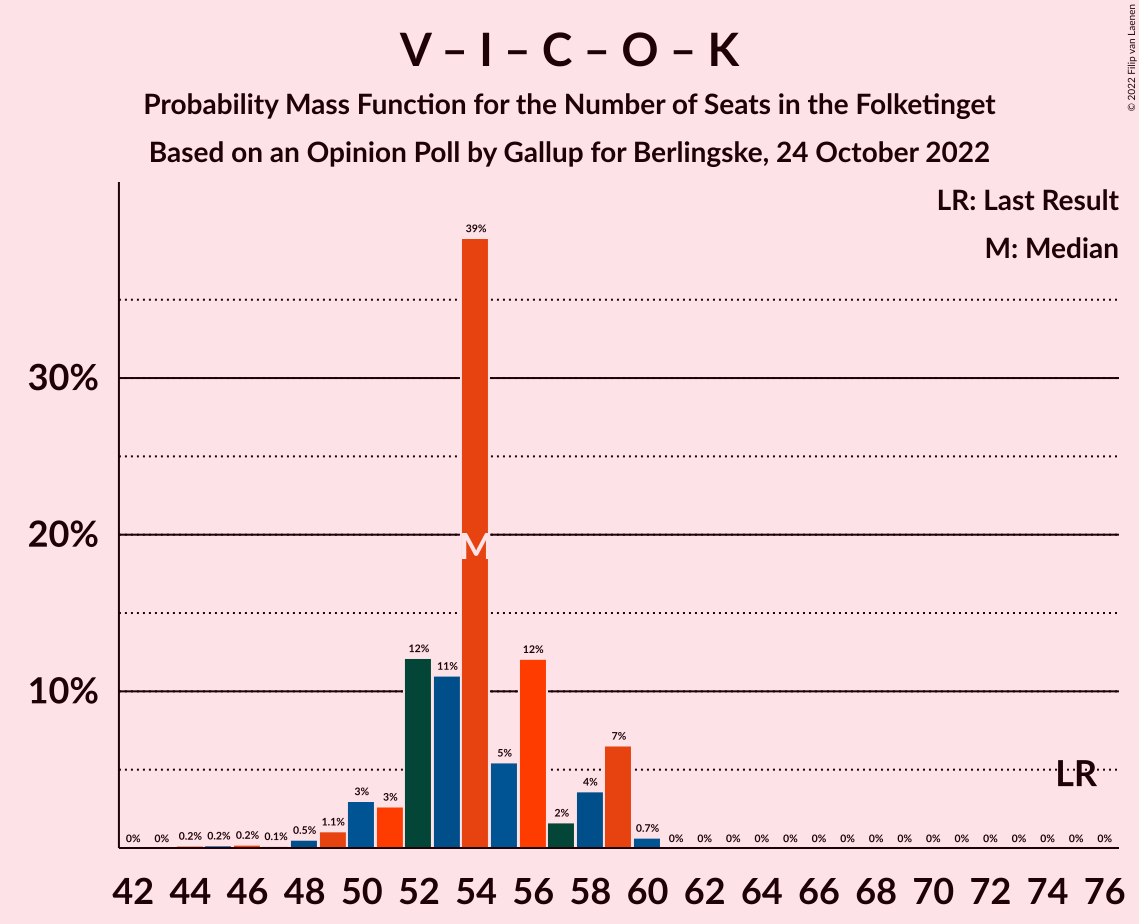 V – I – C – O – K
Probability Mass Function for the Number of Seats in the Folketinget
Based on an Opinion Poll by Gallup for Berlingske, 24 October 2022
© 2022 Filip van Laenen
LR: Last Result
M: Median
30%
20%
10%
0% 0% 0.2% 0.2% 0.2% 0.1% 0.5% 1.1% 3% 3% 12% 11% 39% 5% 12% 2% 4% 7% 0.7% 0% 0% 0% 0% 0% 0% 0% 0% 0% 0% 0% 0% 0% 0% 0% 0%
M
LR
42 44 46 48 50 52 54 56 58 60 62 64 66 68 70 72 74 76